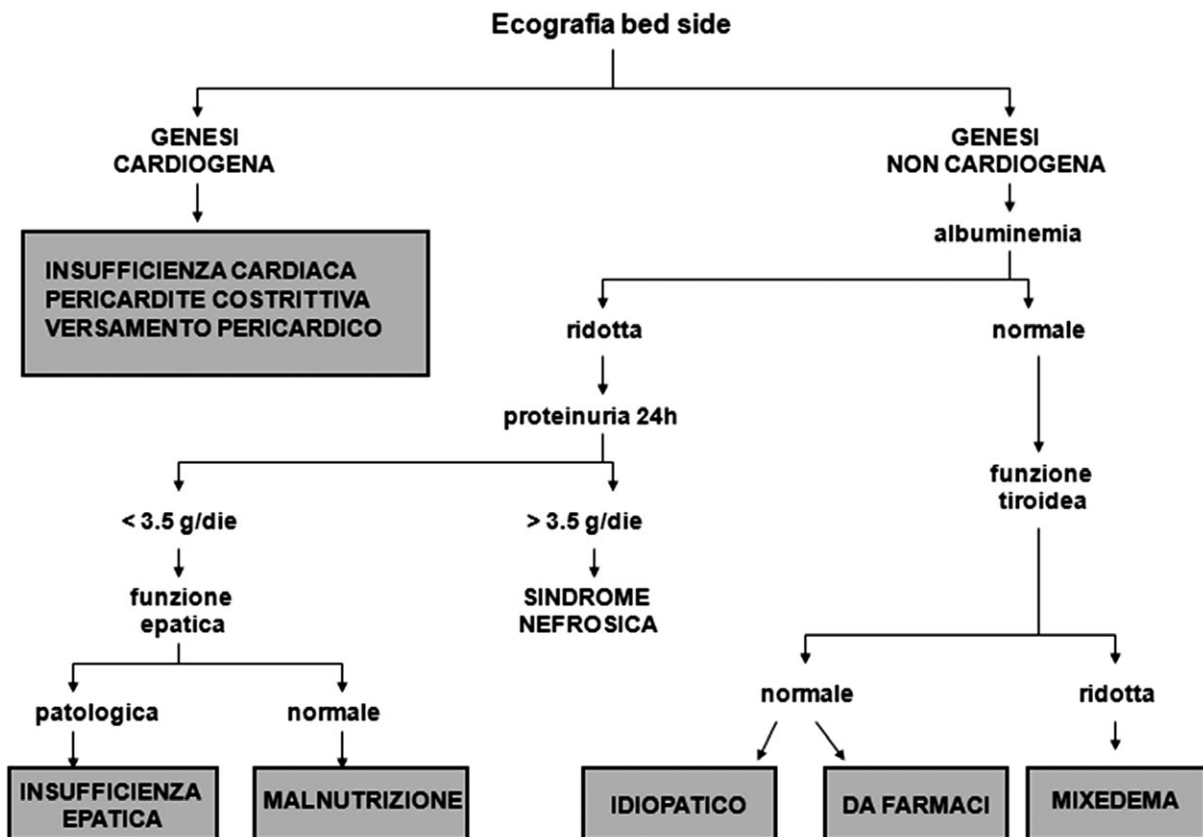 Ecografia bed side
GENESI
CARDIOGENA
GENESI
NON CARDIOGENA
INSUFFICIENZA CARDIACA
PERICARDITE COSTRITTIVA
VERSAMENTO PERICARDICO
albuminemia
ridotta
normale
proteinuria 24h
funzione
tiroidea
< 3.5 g/die
> 3.5 g/die
funzione
epatica
SINDROME
NEFROSICA
patologica
normale
normale
ridotta
INSUFFICIENZA
EPATICA
MALNUTRIZIONE
IDIOPATICO
DA FARMACI
MIXEDEMA